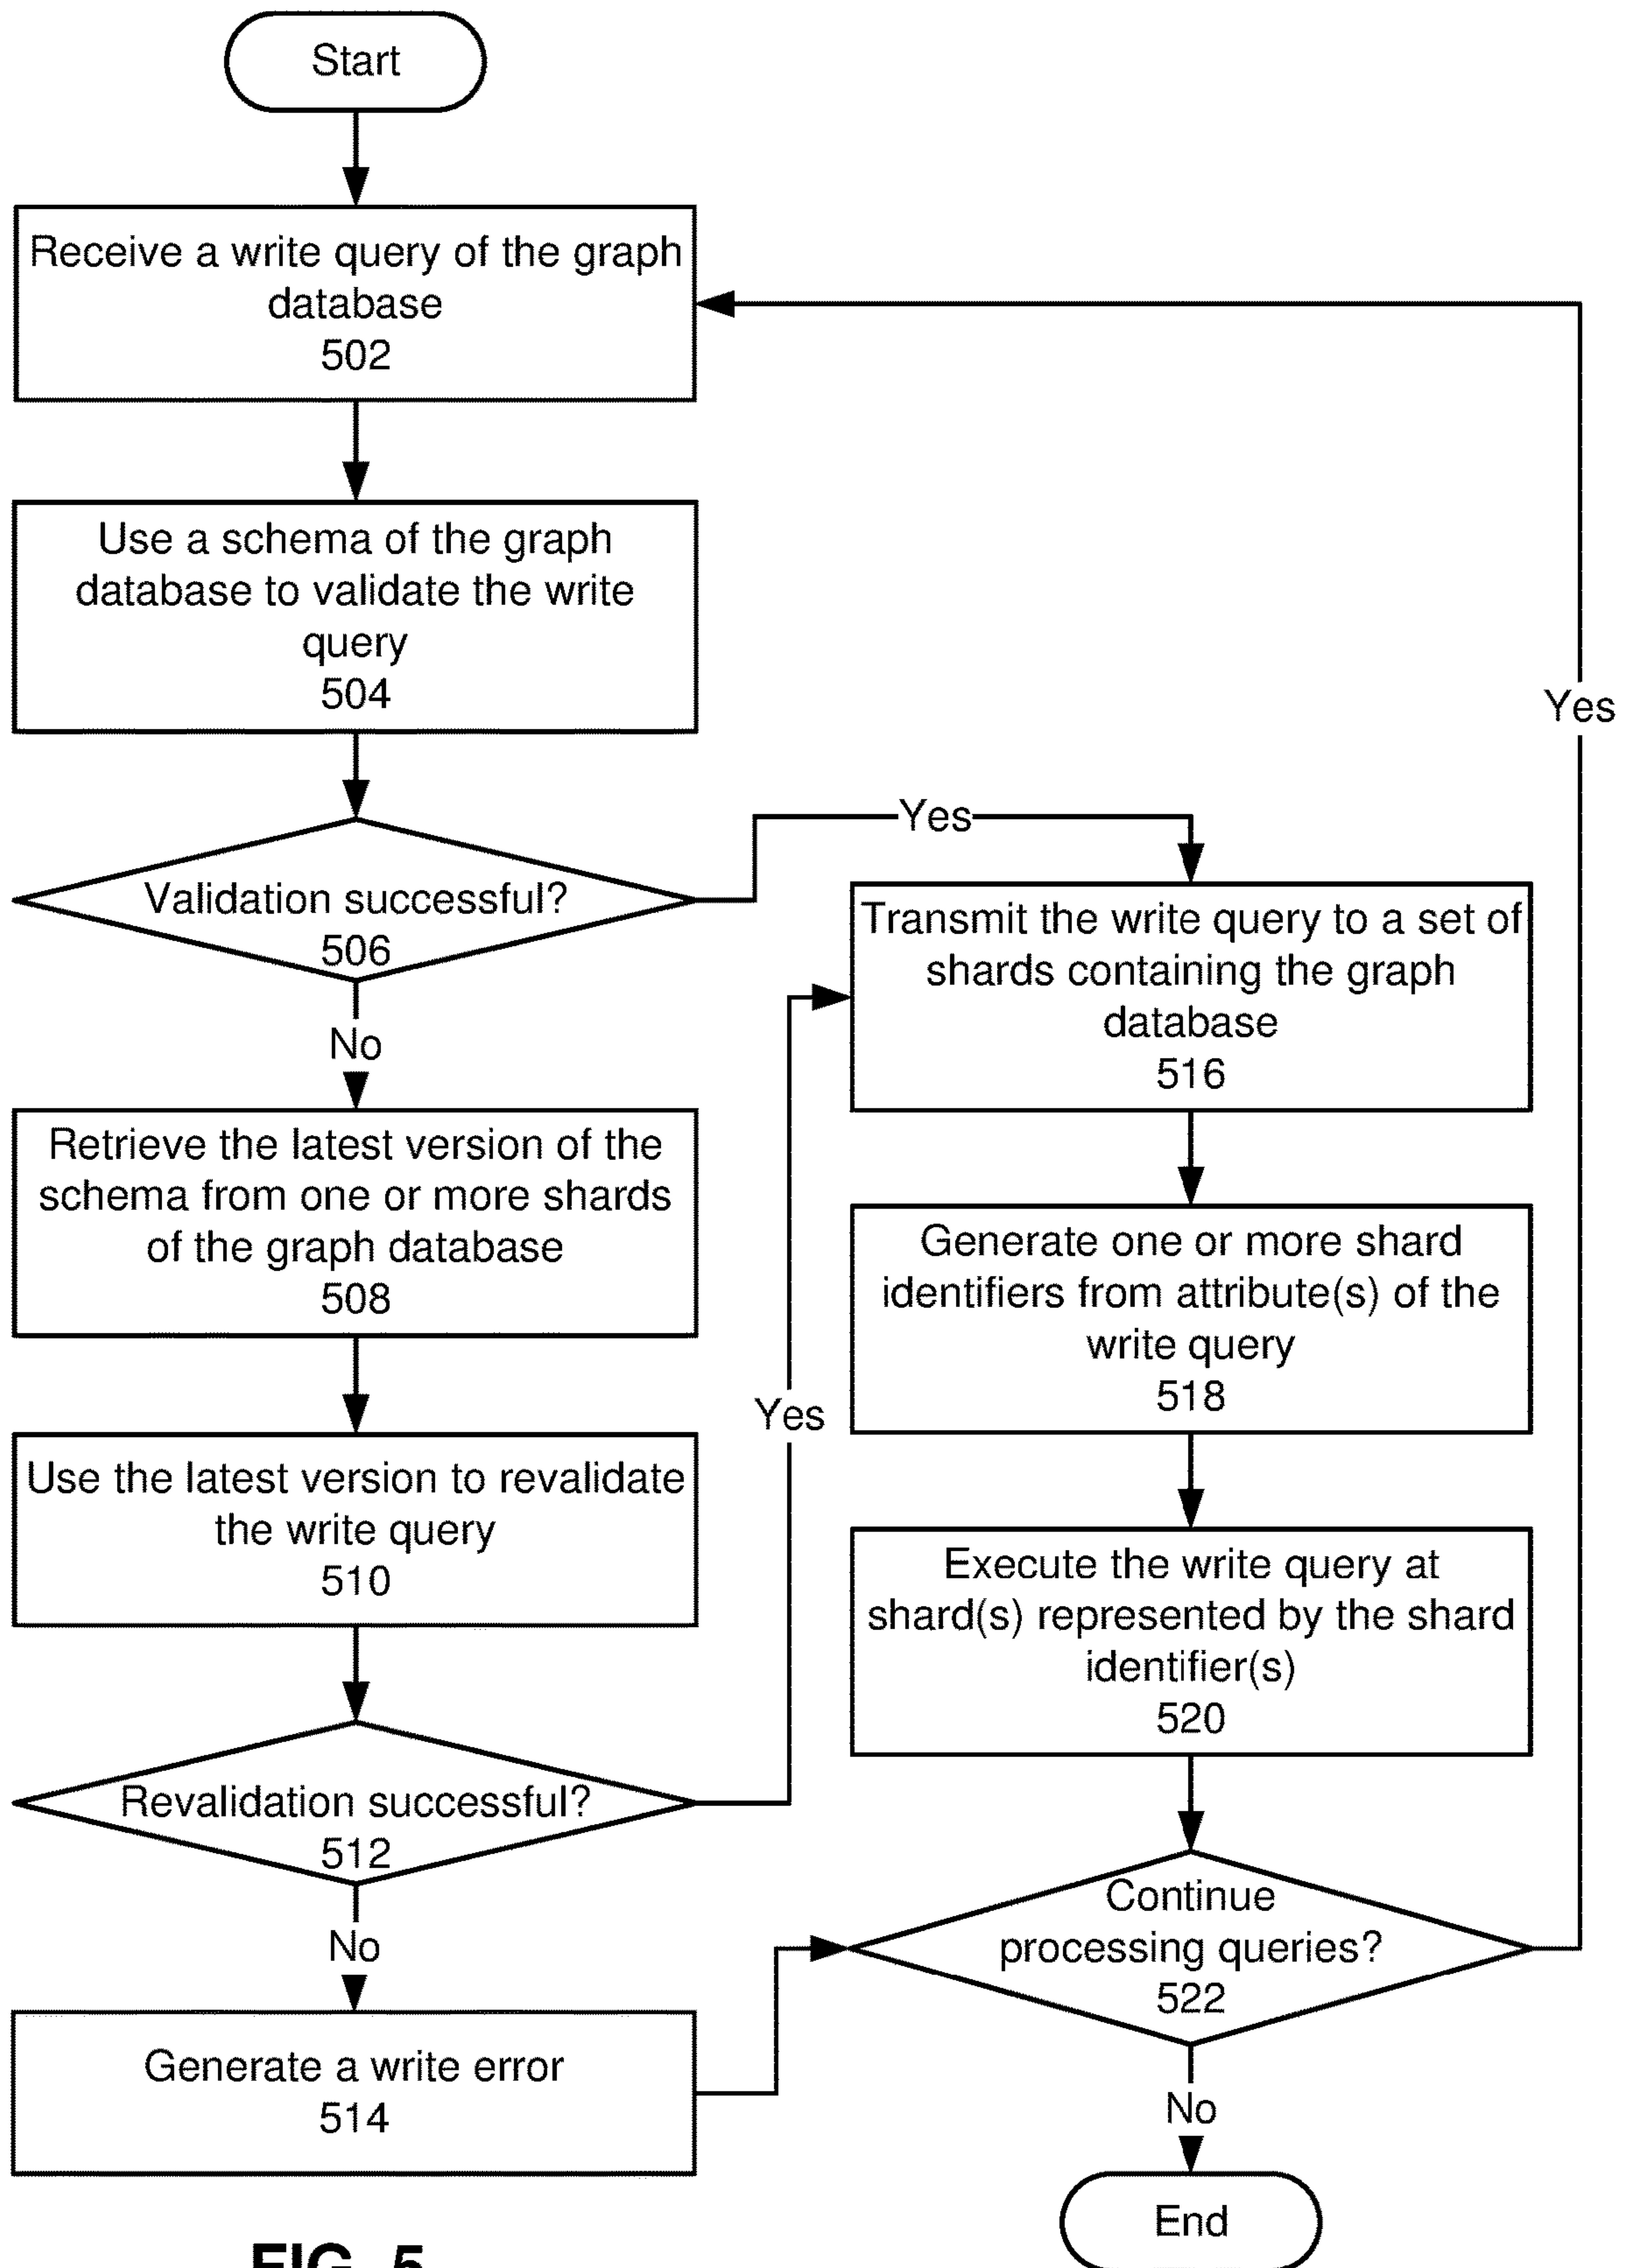 Start
Receive a write query of the graph
database
502
Use a schema of the graph
database to validate the write
query
504
Validation successful?
506
Yes
No
Retrieve the latest version of the
schema from one or more shards
of the graph database
508
Use the latest version to revalidate
the write query
510
Revalidation successful?
512
Yes
No
Generate a write error
514
Transmit the write query to a set of
shards containing the graph
database
516
Generate one or more shard
identifiers from attribute(s) of the
write query
518
Execute the write query at
shard(s) represented by the shard
identifier(s)
520
Continue
processing queries?
522
Yes
No
End
FIG. 5